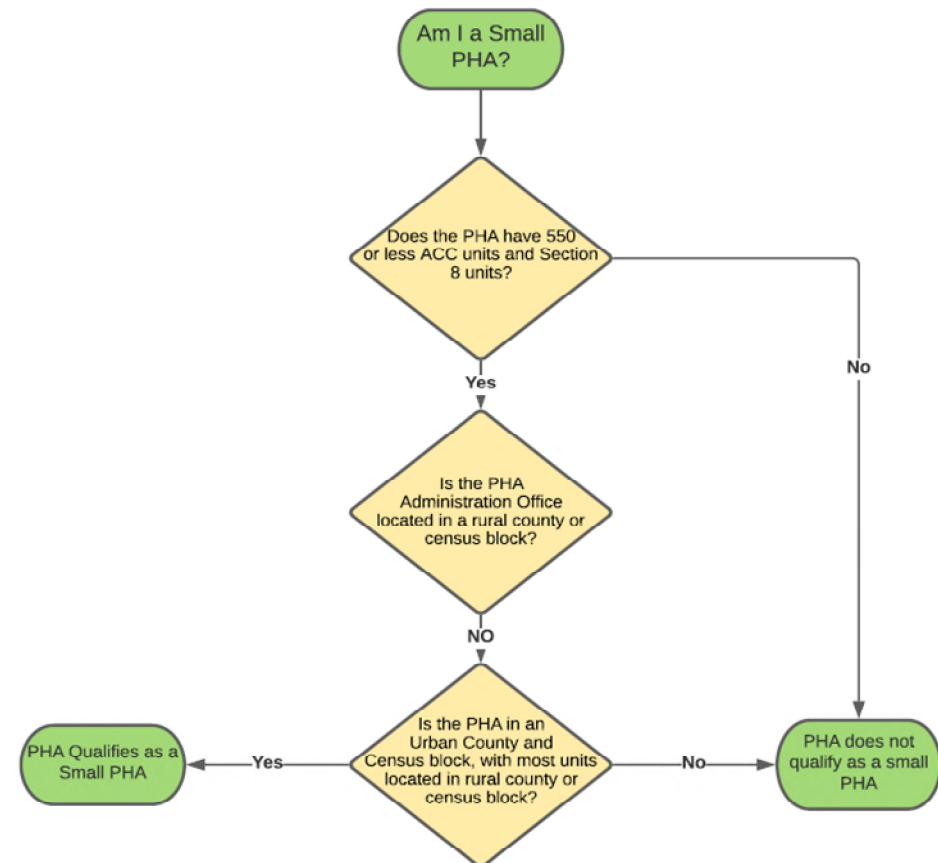 Am I a Small
PHA?
Does the PHA have 550
or less ACC units and Section
8 units?
No
Yes
Is the PHA
Administration Office
located in a rural county or
census block?
NO
Is the PHA in an
Urban County and
Census block, with most units
located in rural county or
census block?
PHA Qualifies as a
Small PHA
Yes
No
PHA does not
qualify as a small
PHA